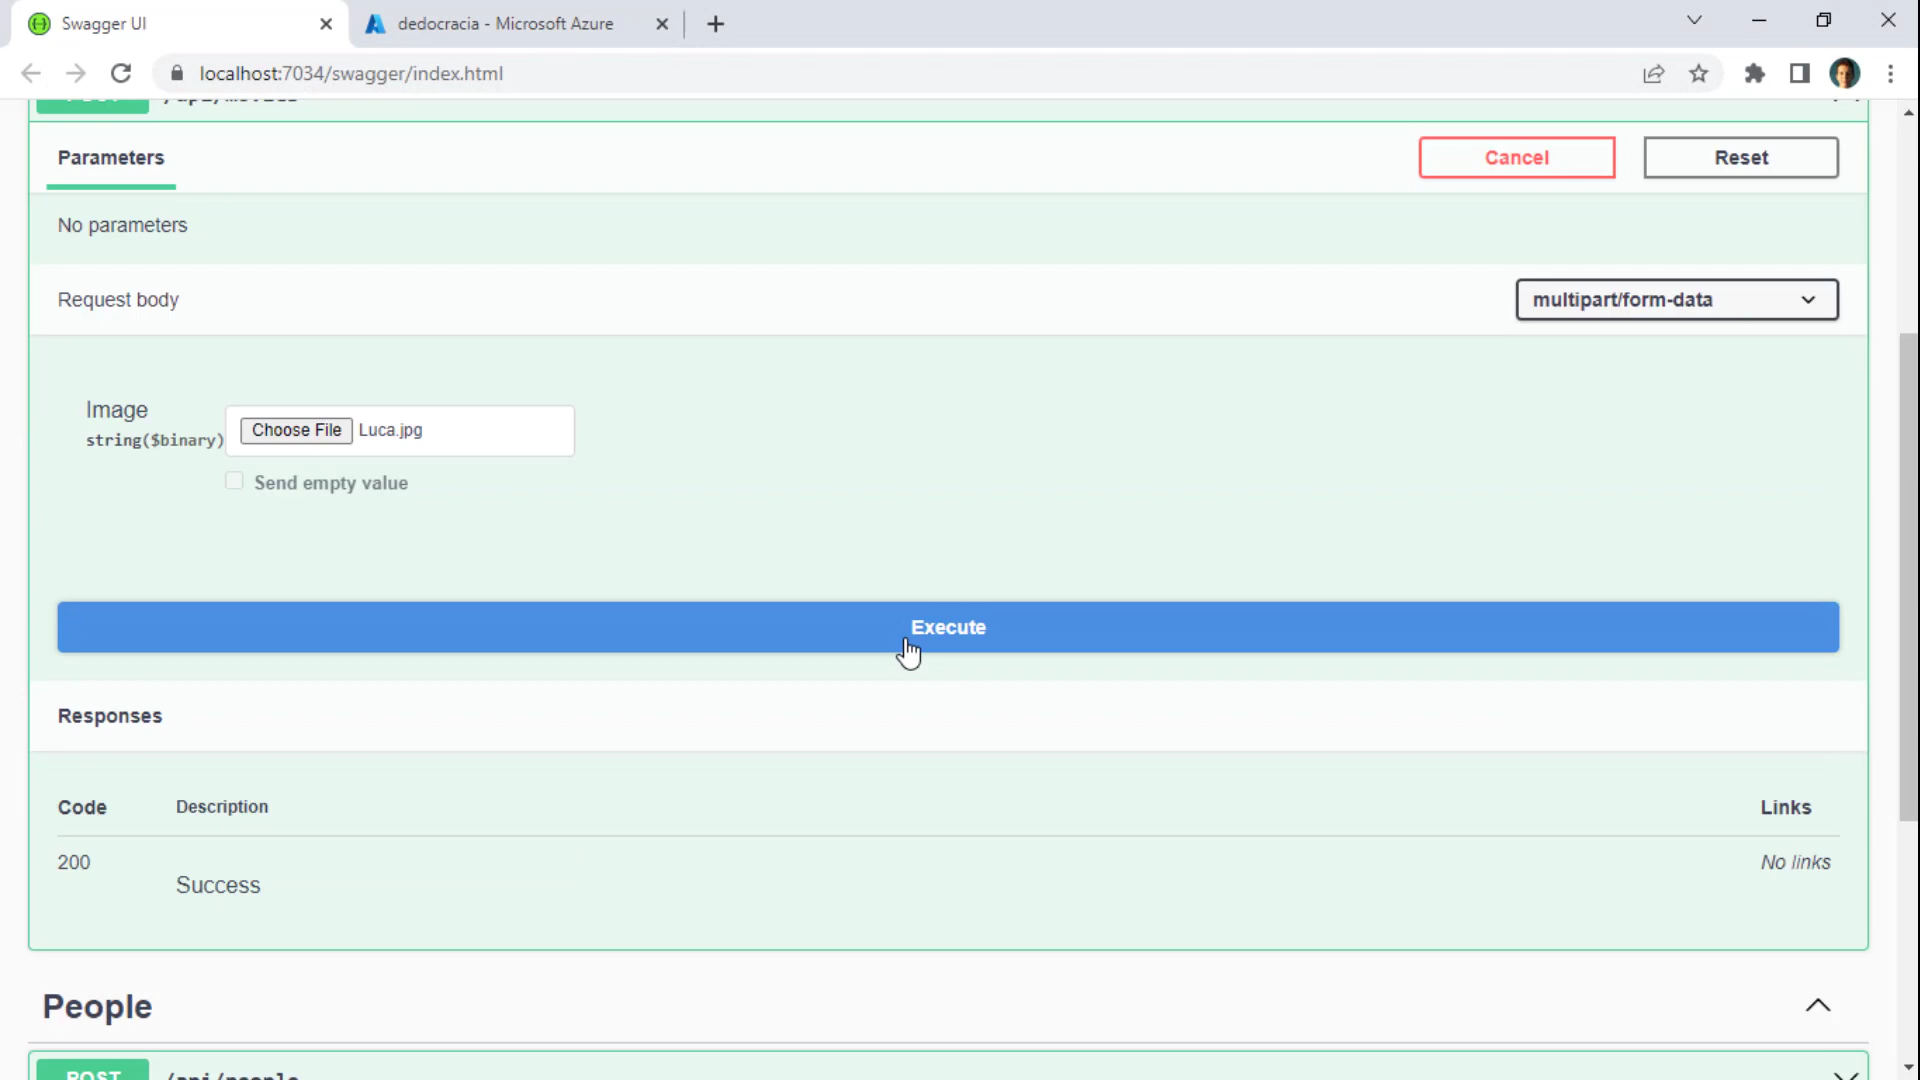 Swagger UI
dedocracia - Microsoft Azure
localhost:7034/swagger/index.html
Parameters
Cancel
Reset
No parameters
Request body
multipart/form-data
Image
string($binary)
Choose File Luca.jpg
Send empty value
Execute
Responses
Code Description Links
200 Success No links
People
POST /api/people